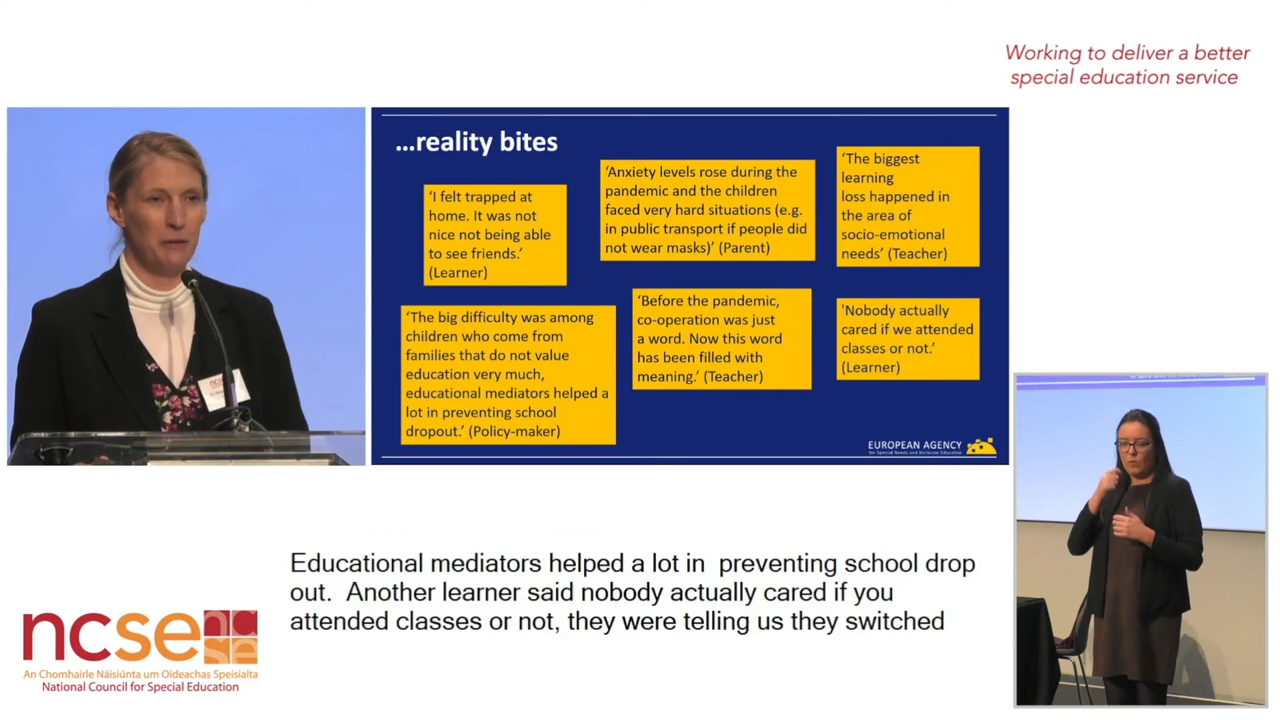 Working to deliver a better
special education service
...reality bites
‘I felt trapped at
home. It was not
nice not being able
to see friends.’
(Learner)
‘Anxiety levels rose during the
pandemic and the children
faced very hard situations (e.g.
in public transport if people did
not wear masks)’ (Parent)
‘The biggest
learning
loss happened in
the area of
socio-emotional
needs’ (Teacher)
‘The big difficulty was among
children who come from
families that do not value
education very much,
educational mediators helped a
lot in preventing school
dropout.’ (Policy-maker)
‘Before the pandemic,
co-operation was just
a word. Now this word
has been filled with
meaning.’ (Teacher)
'Nobody actually
cared if we attended
classes or not.’
(Learner)
EUROPEAN AGENCY
for Special Needs and Inclusive Education
Educational mediators helped a lot in  preventing school drop
out.  Another learner said nobody actually cared if you
attended classes or not, they were telling us they switched
ncse
An Chomhairle Náisiúnta um Oideachas Speisialta
National Council for Special Education